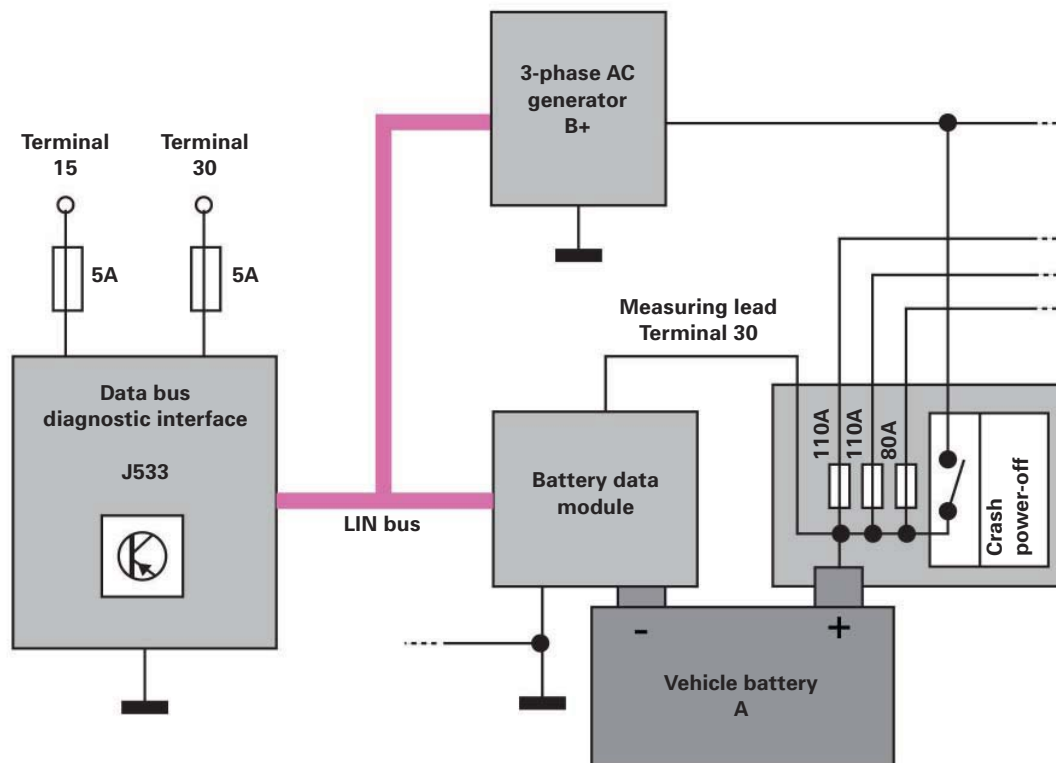 3-phase AC
generator
B+
Terminal
15
Terminal
30
5A
5A
Measuring lead
Terminal 30
Data bus
diagnostic interface
J533
LIN bus
Battery data
module
110A
110A
80A
Crash
power-off
-
+
Vehicle battery
A